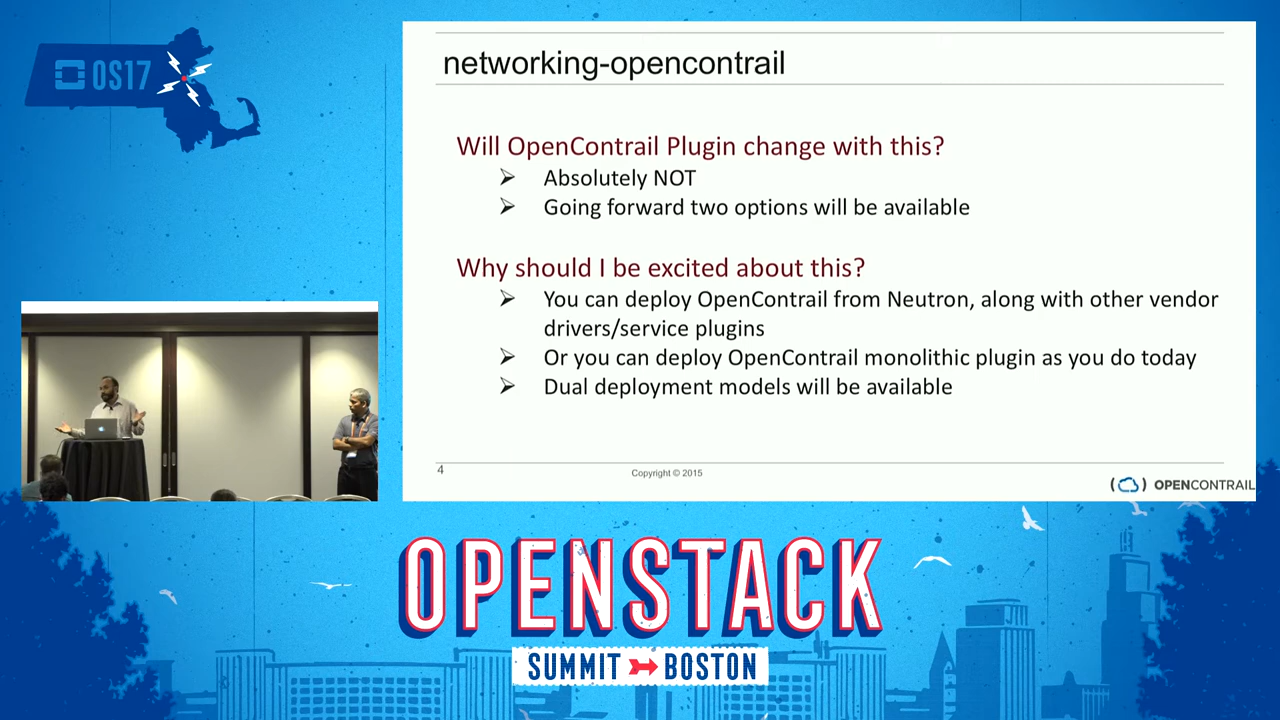 OS17
networking-opencontrail
Will OpenContrail Plugin change with this?
➢ Absolutely NOT
➢ Going forward two options will be available
Why should I be excited about this?
➢ You can deploy OpenContrail from Neutron, along with other vendor
drivers/service plugins
➢ Or you can deploy OpenContrail monolithic plugin as you do today
➢ Dual deployment models will be available
4
Copyright © 2015
OPENCONTRAIL
OPENSTACK
SUMMIT BOSTON